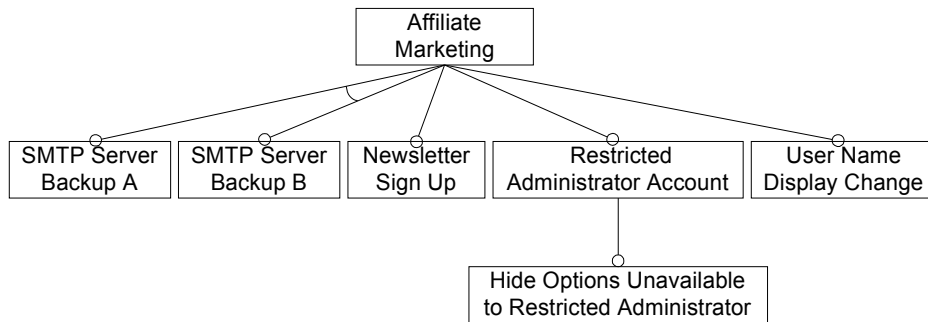 Affiliate
Marketing
SMTP Server
Backup A
SMTP Server
Backup B
Newsletter
Sign Up
Restricted
Administrator Account
User Name
Display Change
Hide Options Unavailable
to Restricted Administrator